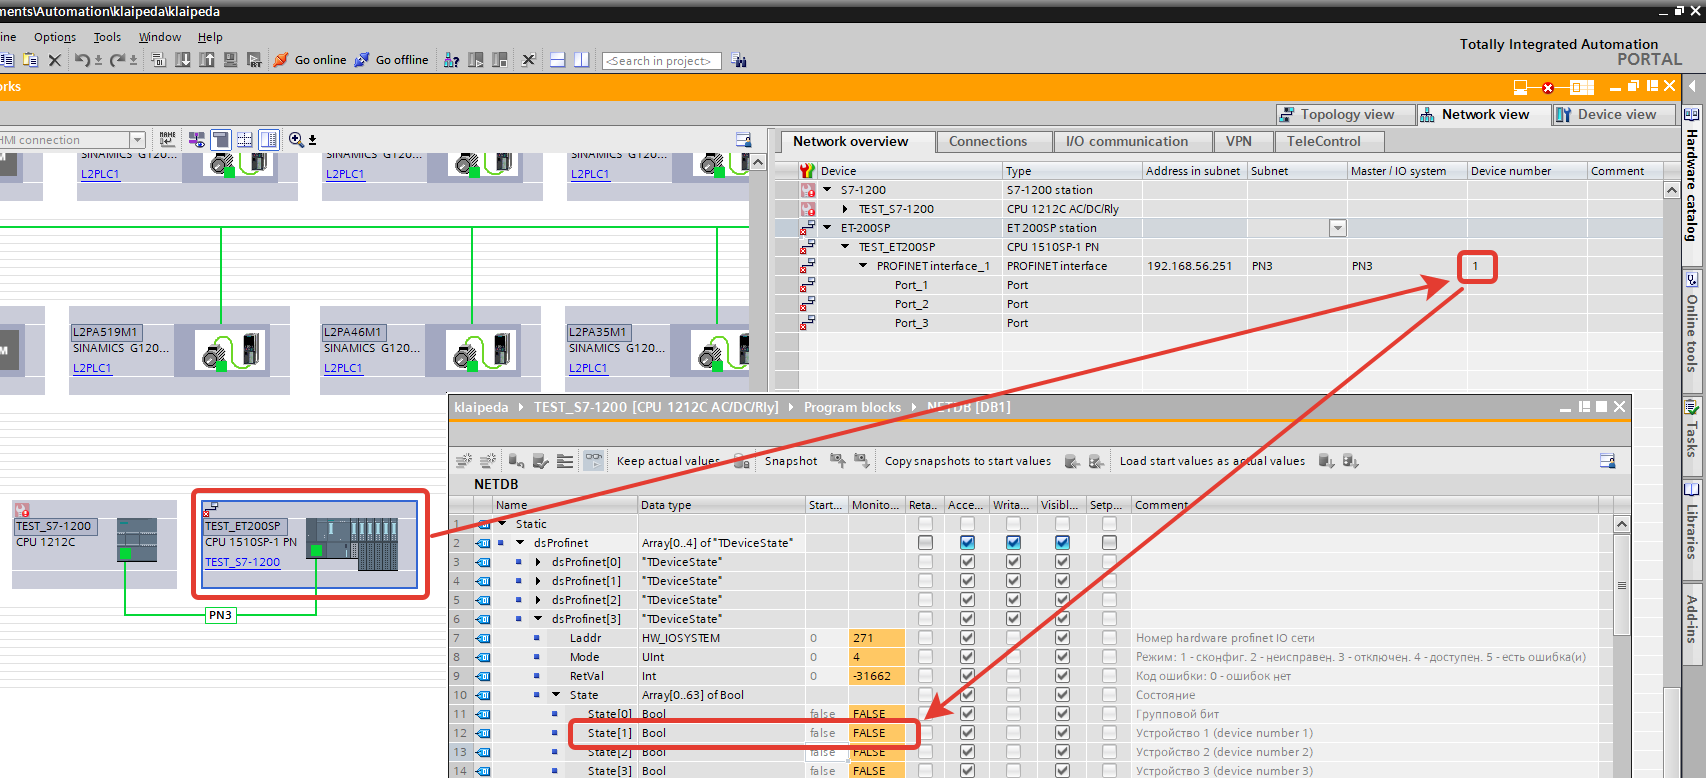 ments\Automation\klaipeda\klaipeda
ine Options Tools Window Help
Totally Integrated Automation
PORTAL
Go online Go offline <Search in project>
orks
Topology view Network view Device view
HMI connection
Network overview Connections I/O communication VPN TeleControl
Device Type Address in subnet Subnet Master / IO system Device number Comment
S7-1200 S7-1200 station
TEST_S7-1200 CPU 1212C AC/DC/Rly
ET-200SP ET 200SP station
TEST_ET200SP CPU 1510SP-1 PN
PROFINET interface_1 PROFINET interface 192.168.56.251 PN3 PN3 1
Port_1 Port
Port_2 Port
Port_3 Port
SINAMICS G120... SINAMICS G120... SINAMICS G120...
L2PLC1 L2PLC1 L2PLC1
L2PA519M1 L2PA46M1 L2PA35M1
SINAMICS G120... SINAMICS G120... SINAMICS G120...
L2PLC1 L2PLC1 L2PLC1
TEST_S7-1200
CPU 1212C
TEST_ET200SP
CPU 1510SP-1 PN
TEST_S7-1200
PN3
klaipeda TEST_S7-1200 [CPU 1212C AC/DC/Rly] Program blocks NETDB [DB1]
Keep actual values Snapshot Copy snapshots to start values Load start values as actual values
NETDB
Name Data type Start... Monito... Reta.. Acce... Writa... Visibl... Setp... Comment
1 Static
2 dsProfinet Array[0..4] of "TDeviceState"
3 dsProfinet[0] "TDeviceState"
4 dsProfinet[1] "TDeviceState"
5 dsProfinet[2] "TDeviceState"
6 dsProfinet[3] "TDeviceState"
7 Laddr HW_IOSYSTEM 0 271 Номер hardware profinet IO сети
8 Mode UInt 0 4 Режим: 1 - сконфиг. 2 - неисправен. 3 - отключен. 4 - доступен. 5 - есть ошибка(и)
9 RetVal Int 0 -31662 Код ошибки: 0 - ошибок нет
10 State Array[0..63] of Bool Состояние
11 State[0] Bool false FALSE Групповой бит
12 State[1] Bool false FALSE Устройство 1 (device number 1)
13 State[2] Bool false FALSE Устройство 2 (device number 2)
14 State[3] Bool false FALSE Устройство 3 (device number 3)
Hardware catalog
Online tools
Tasks
Libraries
Add-ins